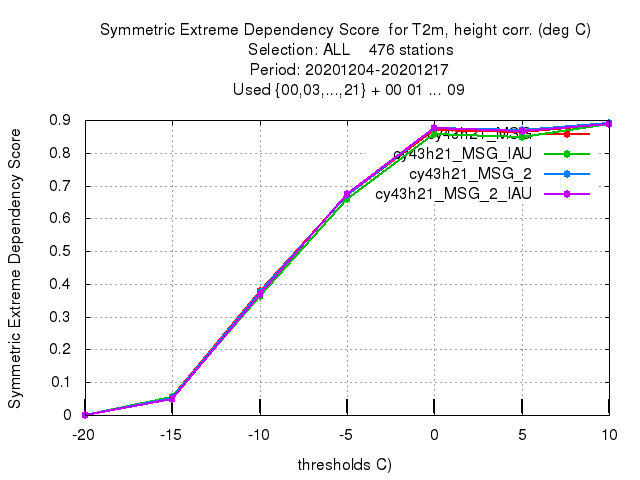 Symmetric Extreme Dependency Score for T2m, height corr. (deg C)
Selection: ALL 476 stations
Period: 20201204-20201217
Used {00,03,...,21} + 00 01 ... 09
Symmetric Extreme Dependency Score
0.9
0.8
0.7
0.6
0.5
0.4
0.3
0.2
0.1
0
cy43h21_MSG
cy43h21_MSG_IAU
cy43h21_MSG_2
cy43h21_MSG_2_IAU
-20 -15 -10 -5 0 5 10
thresholds C)